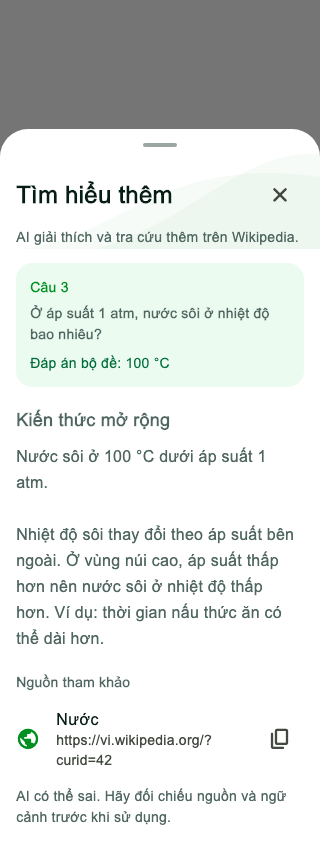 Tìm hiểu thêm
AI giải thích và tra cứu thêm trên Wikipedia.
Câu 3
Ở áp suất 1 atm, nước sôi ở nhiệt độ
bao nhiêu?
Đáp án bộ đề: 100 °C
Kiến thức mở rộng
Nước sôi ở 100 °C dưới áp suất 1
atm.
Nhiệt độ sôi thay đổi theo áp suất bên
ngoài. Ở vùng núi cao, áp suất thấp
hơn nên nước sôi ở nhiệt độ thấp
hơn. Ví dụ: thời gian nấu thức ăn có
thể dài hơn.
Nguồn tham khảo
Nước
https://vi.wikipedia.org/?
curid=42
AI có thể sai. Hãy đối chiếu nguồn và ngữ
cảnh trước khi sử dụng.